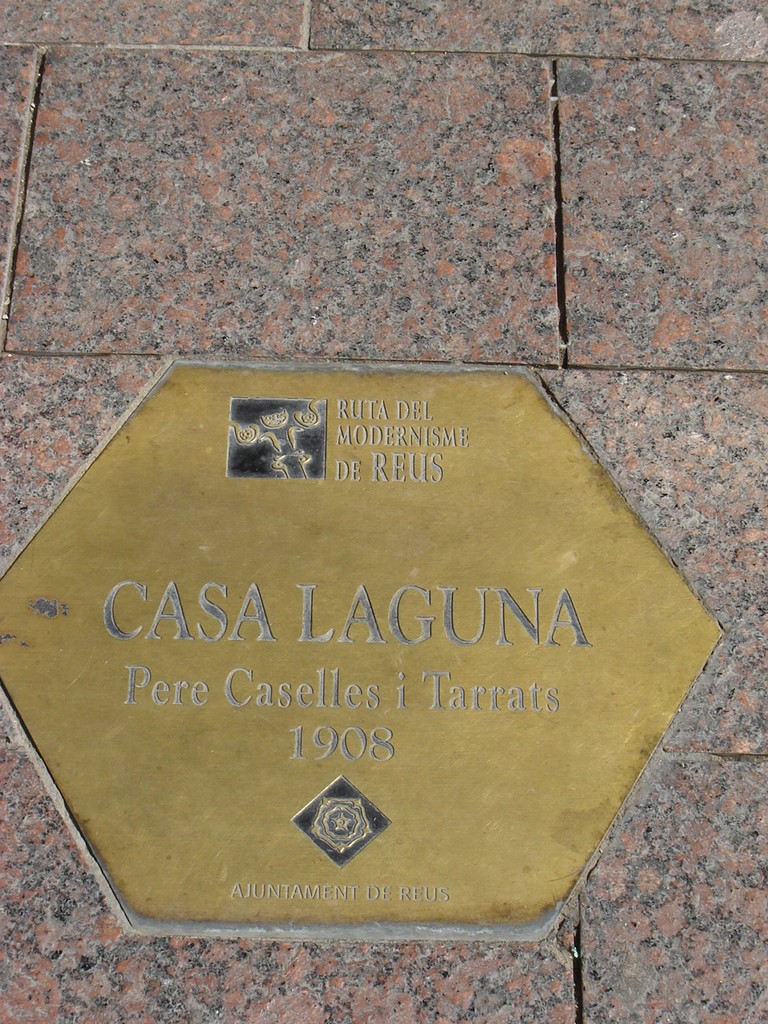 RUTA DEL
MODERNISME
DE REUS
CASA LAGUNA
Pere Caselles i Tarrats
1908
AJUNTAMENT DE REUS